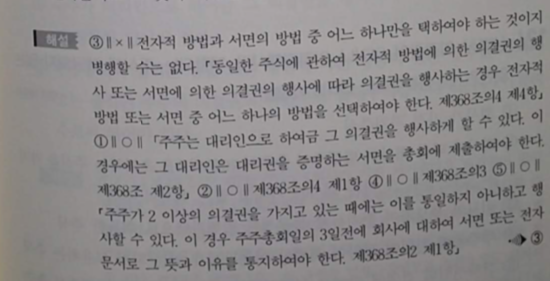 해설 ③∥×∥전자적 방법과 서면의 방법 중 어느 하나만을 택하여야 하는 것이지
병행할 수는 없다. 「동일한 주식에 관하여 전자적 방법에 의한 의결권의 행
사 또는 서면에 의한 의결권의 행사에 따라 의결권을 행사하는 경우 전자적
방법 또는 서면 중 어느 하나의 방법을 선택하여야 한다. 제368조의4 제4항」
①∥○∥「주주는 대리인으로 하여금 그 의결권을 행사하게 할 수 있다. 이
경우에는 그 대리인은 대리권을 증명하는 서면을 총회에 제출하여야 한다.
제368조 제2항」 ②∥○∥제368조의4 제1항 ④∥○∥제368조의3 ⑤∥○∥
「주주가 2 이상의 의결권을 가지고 있는 때에는 이를 통일하지 아니하고 행
사할 수 있다. 이 경우 주주총회일의 3일전에 회사에 대하여 서면 또는 전자
문서로 그 뜻과 이유를 통지하여야 한다. 제368조의2 제1항」 ③